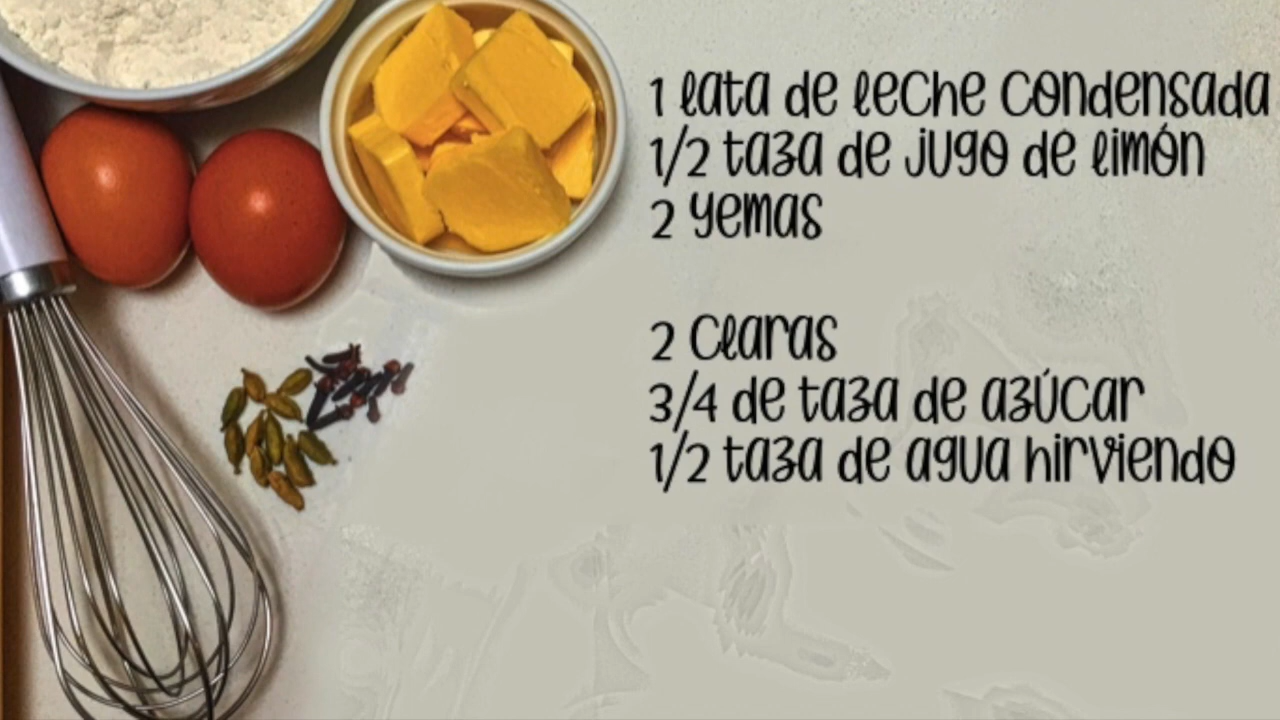 1 lata de leche condensada
1/2 taza de jugo de limón
2 yemas
2 claras
3/4 de taza de azúcar
1/2 taza de agua hirviendo